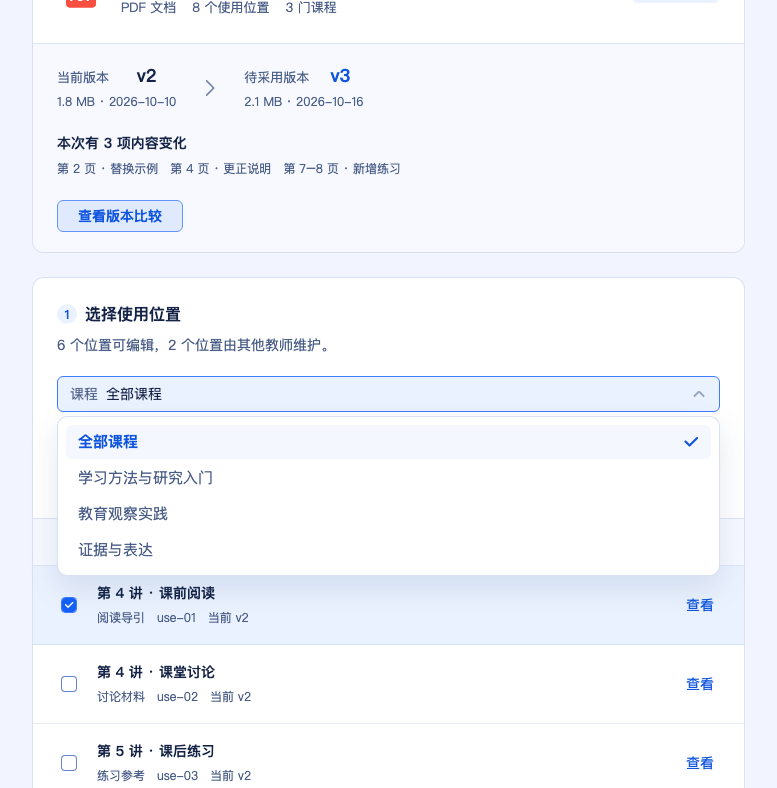 PDF 文档 8 个使用位置 3 门课程
当前版本 v2
1.8 MB · 2026-10-10
待采用版本 v3
2.1 MB · 2026-10-16
本次有 3 项内容变化
第 2 页 · 替换示例 第 4 页 · 更正说明 第 7—8 页 · 新增练习
查看版本比较
1 选择使用位置
6 个位置可编辑，2 个位置由其他教师维护。
课程 全部课程
全部课程
学习方法与研究入门
教育观察实践
证据与表达
第 4 讲 · 课前阅读
阅读导引 use-01 当前 v2
查看
第 4 讲 · 课堂讨论
讨论材料 use-02 当前 v2
查看
第 5 讲 · 课后练习
练习参考 use-03 当前 v2
查看